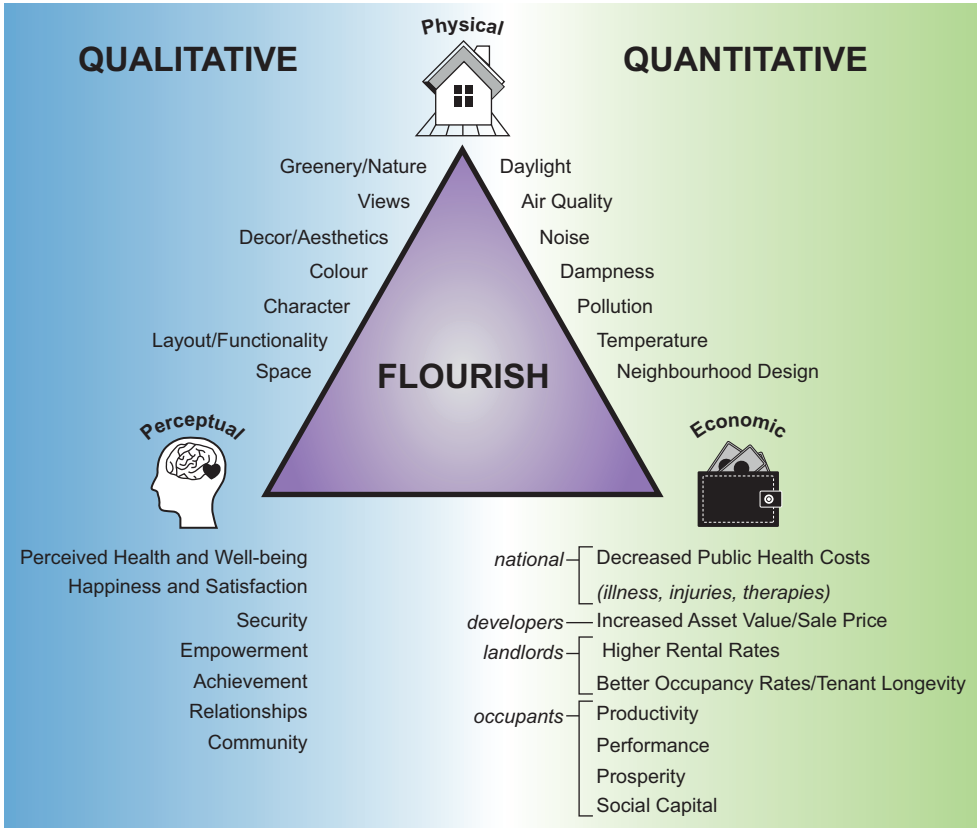 Physical
QUALITATIVE
QUANTITATIVE
Greenery/Nature
Views
Decor/Aesthetics
Colour
Character
Layout/Functionality
Space
Daylight
Air Quality
Noise
Dampness
Pollution
Temperature
Neighbourhood Design
FLOURISH
Perceptual
Perceived Health and Well-being
Happiness and Satisfaction
Security
Empowerment
Achievement
Relationships
Community
Economic
national
Decreased Public Health Costs
(illness, injuries, therapies)
developers
Increased Asset Value/Sale Price
landlords
Higher Rental Rates
Better Occupancy Rates/Tenant Longevity
occupants
Productivity
Performance
Prosperity
Social Capital